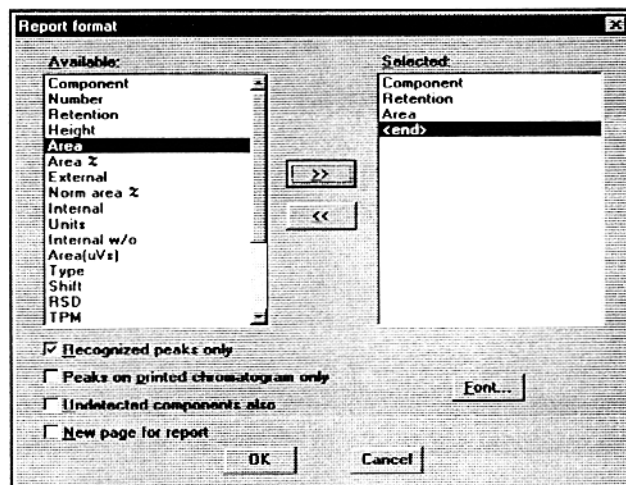 Report format
Available:
Component
Number
Retention
Height
Area
Area %
External
Norm area %
Internal
Units
Internal w/o
Area(uVs)
Type
Shift
RSD
TPM
>>
<<
Selected:
Component
Retention
Area
<end>
Recognized peaks only
Peaks on printed chromatogram only
Undetected components also
New page for report
Font...
OK
Cancel